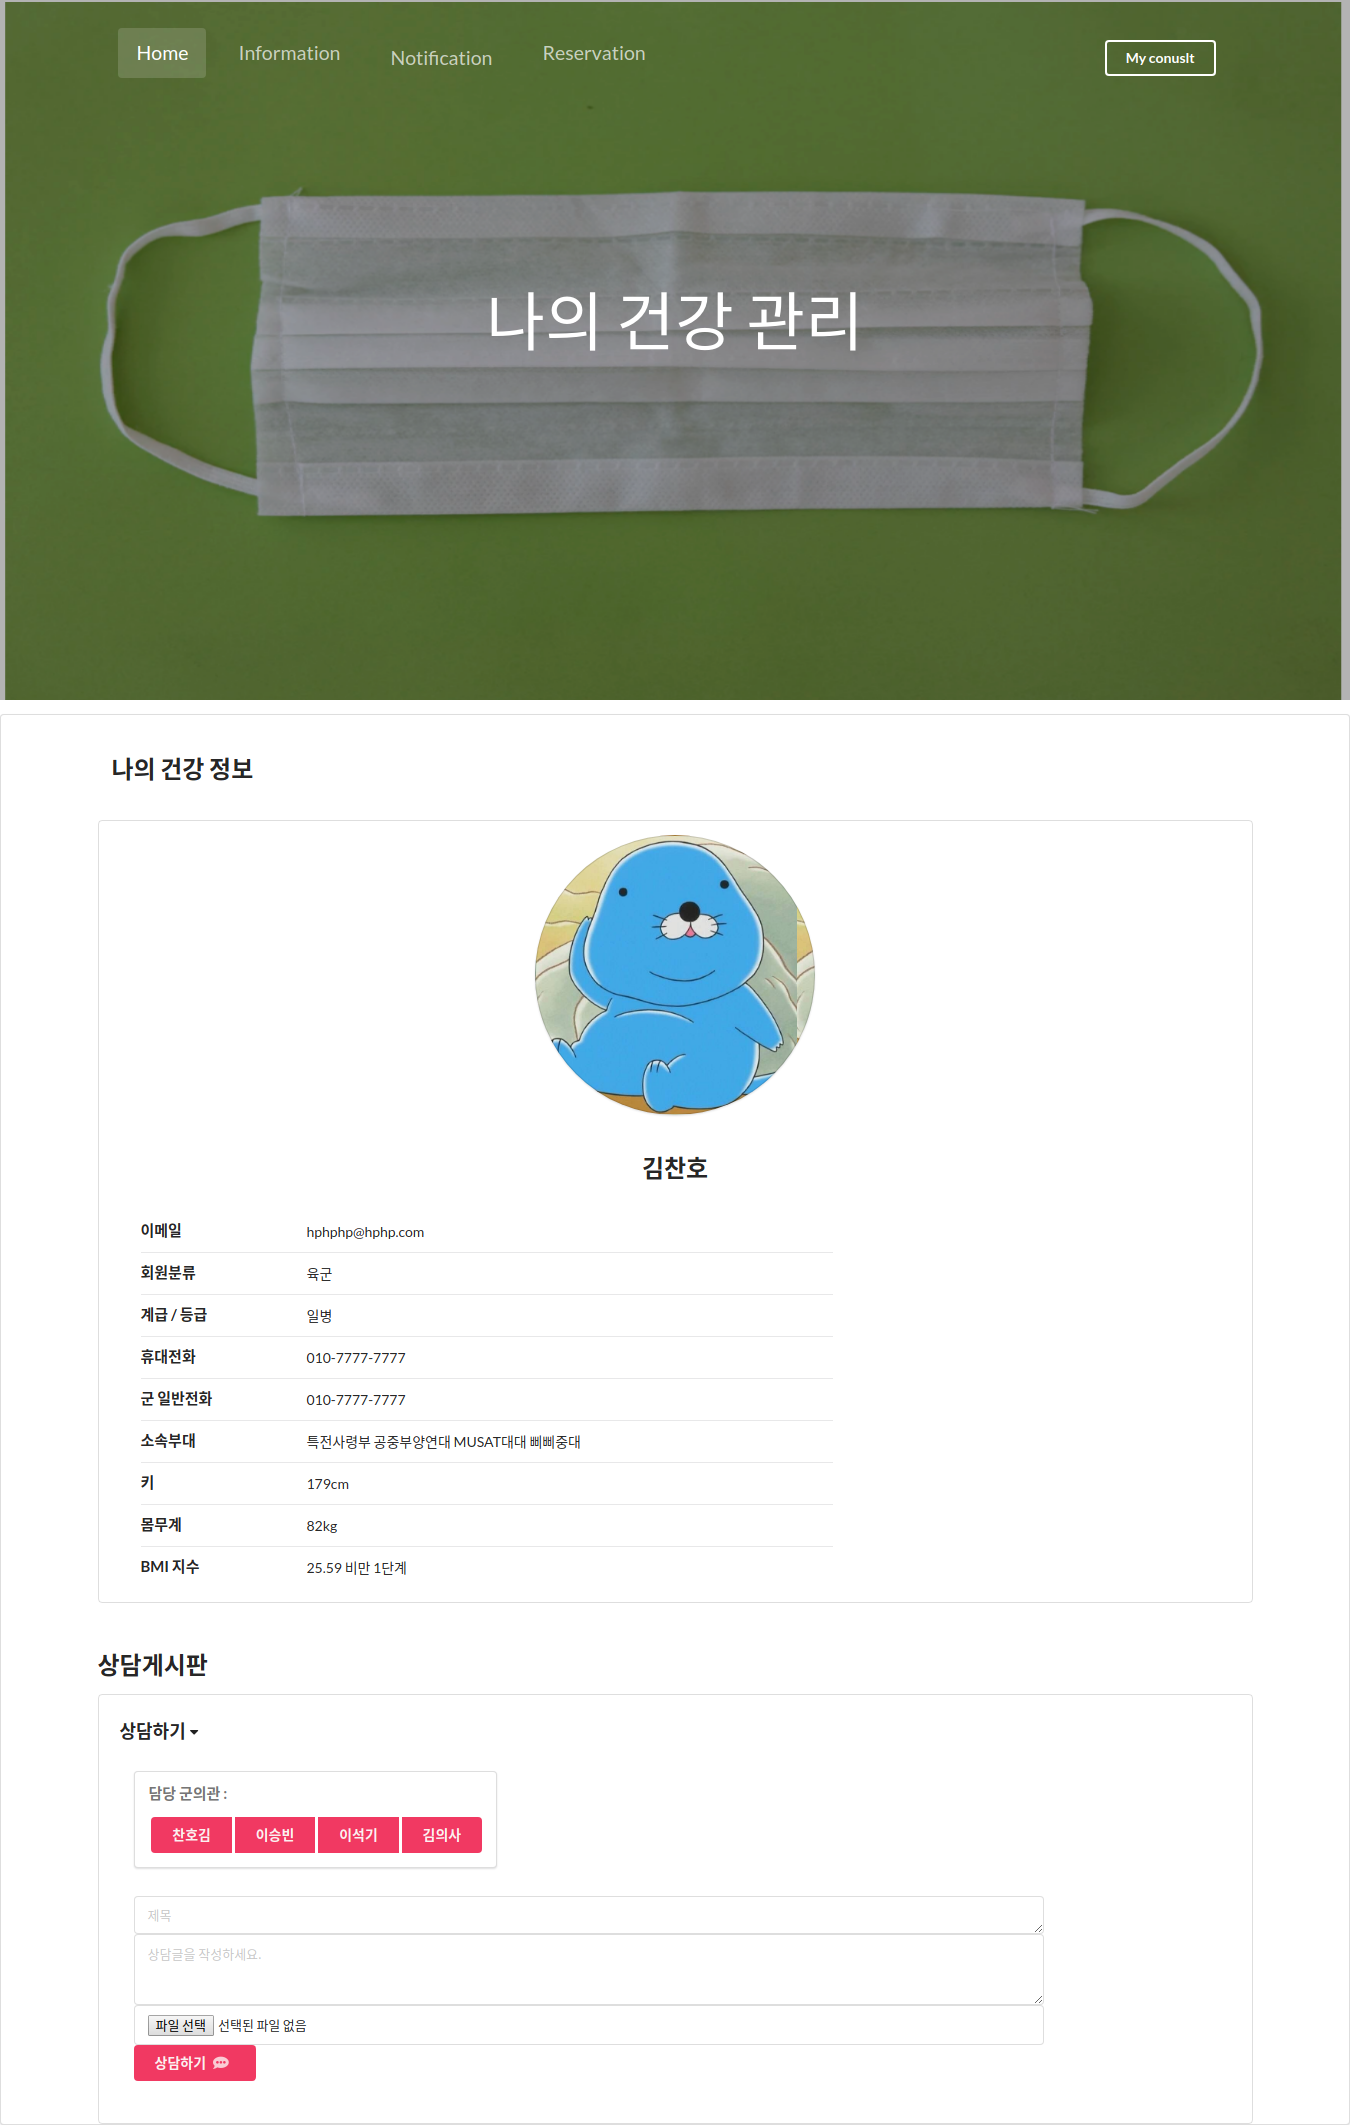 Home Information Notification Reservation My conuslt
나의 건강 관리
나의 건강 정보
김찬호
이메일 hphphp@hphp.com
회원분류 육군
계급 / 등급 일병
휴대전화 010-7777-7777
군 일반전화 010-7777-7777
소속부대 특전사령부 공중부양연대 MUSAT대대 삐삐중대
키 179cm
몸무계 82kg
BMI 지수 25.59 비만 1단계
상담게시판
상담하기
담당 군의관 :
찬호김 이승빈 이석기 김의사
제목
상담글을 작성하세요.
파일 선택 선택된 파일 없음
상담하기